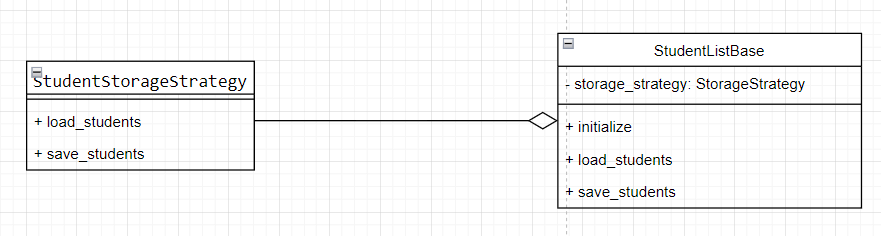 StudentStorageStrategy
+ load_students
+ save_students
StudentListBase
- storage_strategy: StorageStrategy
+ initialize
+ load_students
+ save_students